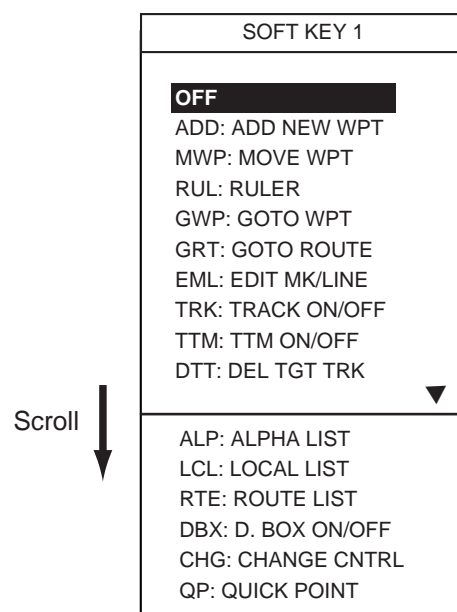 SOFT KEY 1
OFF
ADD: ADD NEW WPT
MWP: MOVE WPT
RUL: RULER
GWP: GOTO WPT
GRT: GOTO ROUTE
EML: EDIT MK/LINE
TRK: TRACK ON/OFF
TTM: TTM ON/OFF
DTT: DEL TGT TRK
Scroll
ALP: ALPHA LIST
LCL: LOCAL LIST
RTE: ROUTE LIST
DBX: D. BOX ON/OFF
CHG: CHANGE CNTRL
QP: QUICK POINT